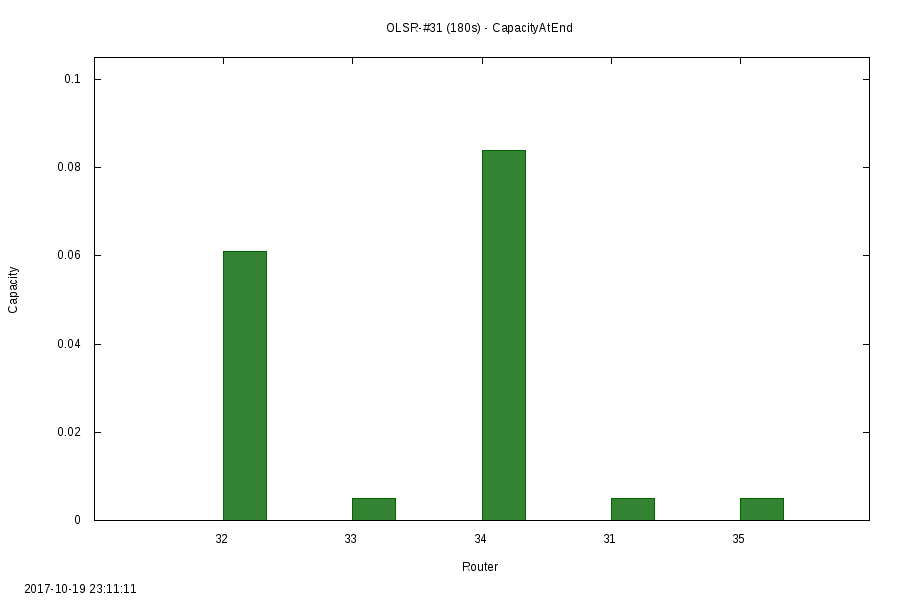 OLSR-#31 (180s) - CapacityAtEnd
0.1
0.08
0.06
0.04
0.02
0
Capacity
32 33 34 31 35
Router
2017-10-19 23:11:11